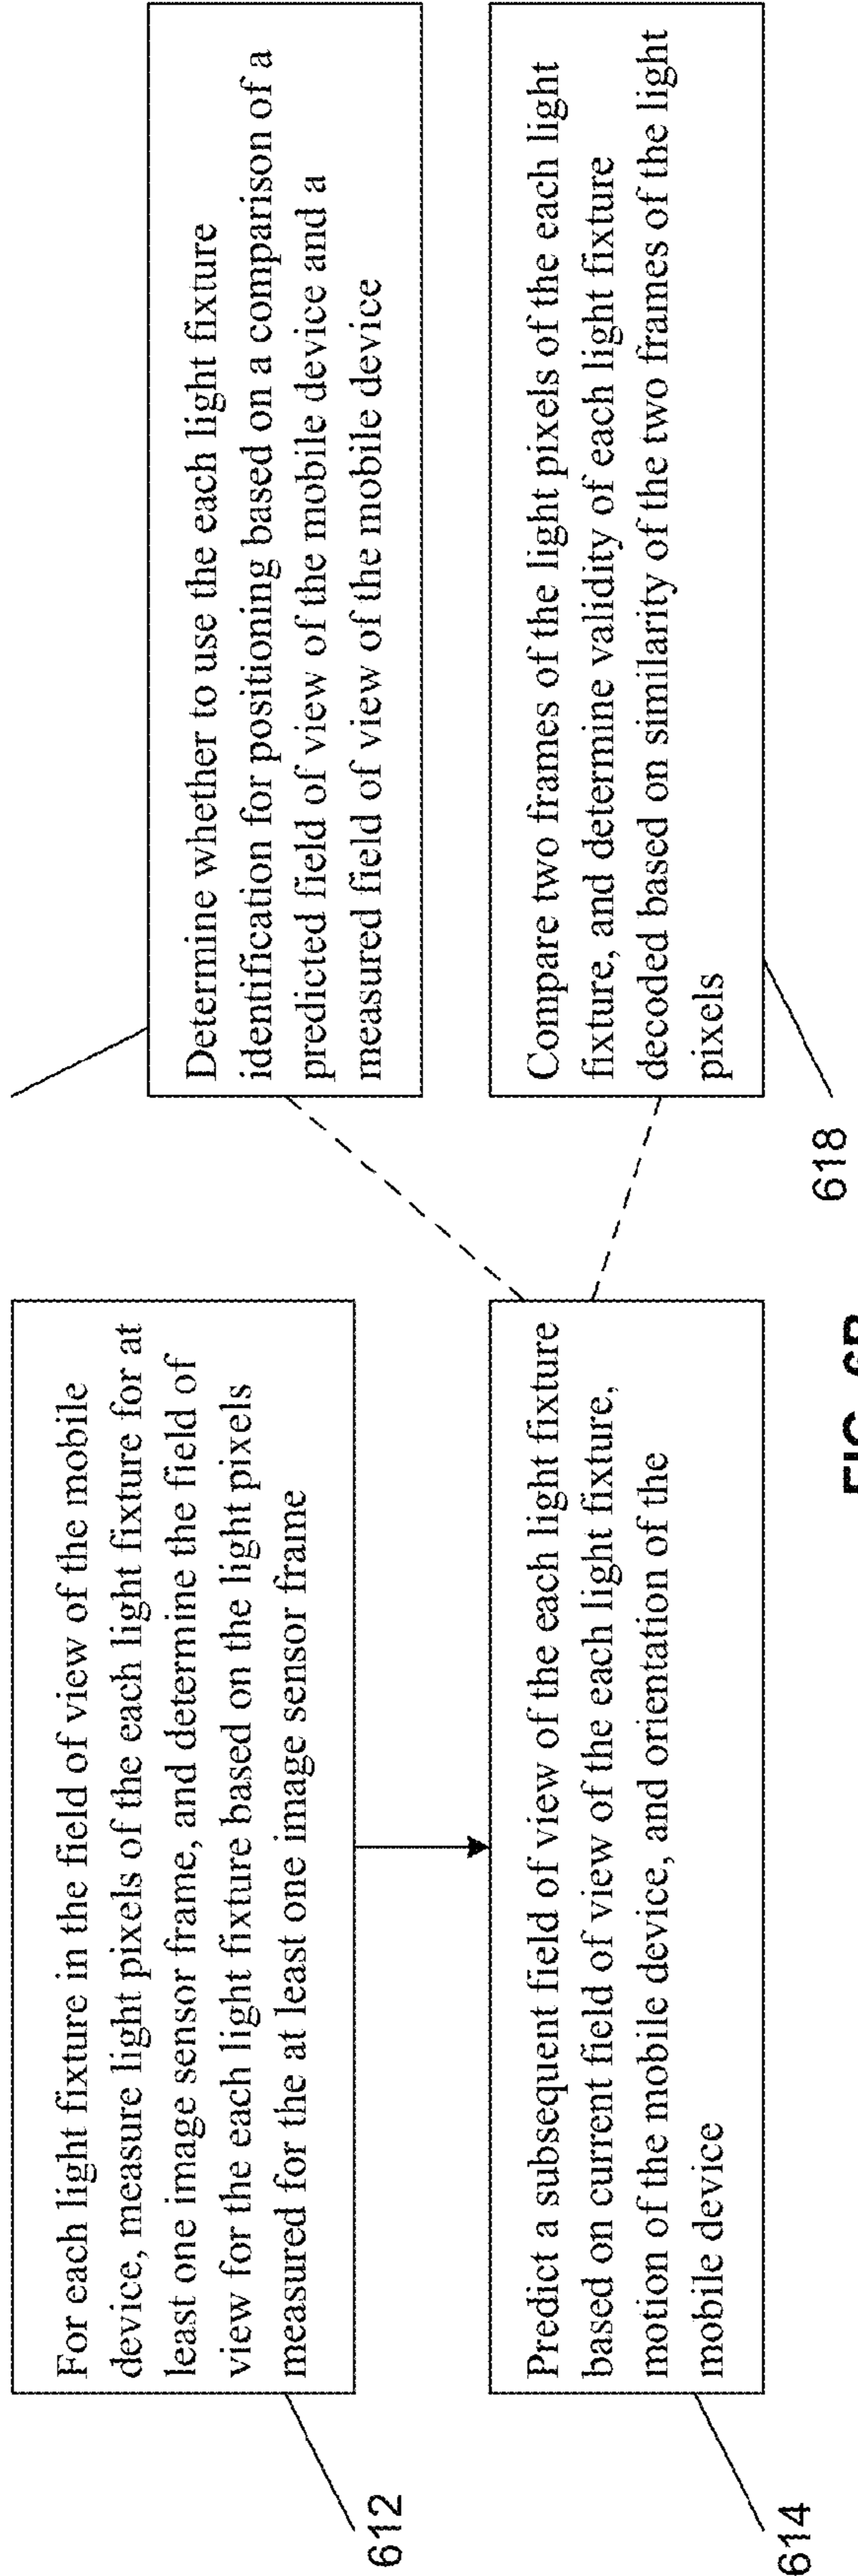 For each light fixture in the field of view of the mobile
device, measure light pixels of the each light fixture for at
least one image sensor frame, and determine the field of
view for the each light fixture based on the light pixels
measured for the at least one image sensor frame
612
Predict a subsequent field of view of the each light fixture
based on current field of view of the each light fixture,
motion of the mobile device, and orientation of the
mobile device
614
Determine whether to use the each light fixture
identification for positioning based on a comparison of a
predicted field of view of the mobile device and a
measured field of view of the mobile device
Compare two frames of the light pixels of the each light
fixture, and determine validity of each light fixture
decoded based on similarity of the two frames of the light
pixels
618